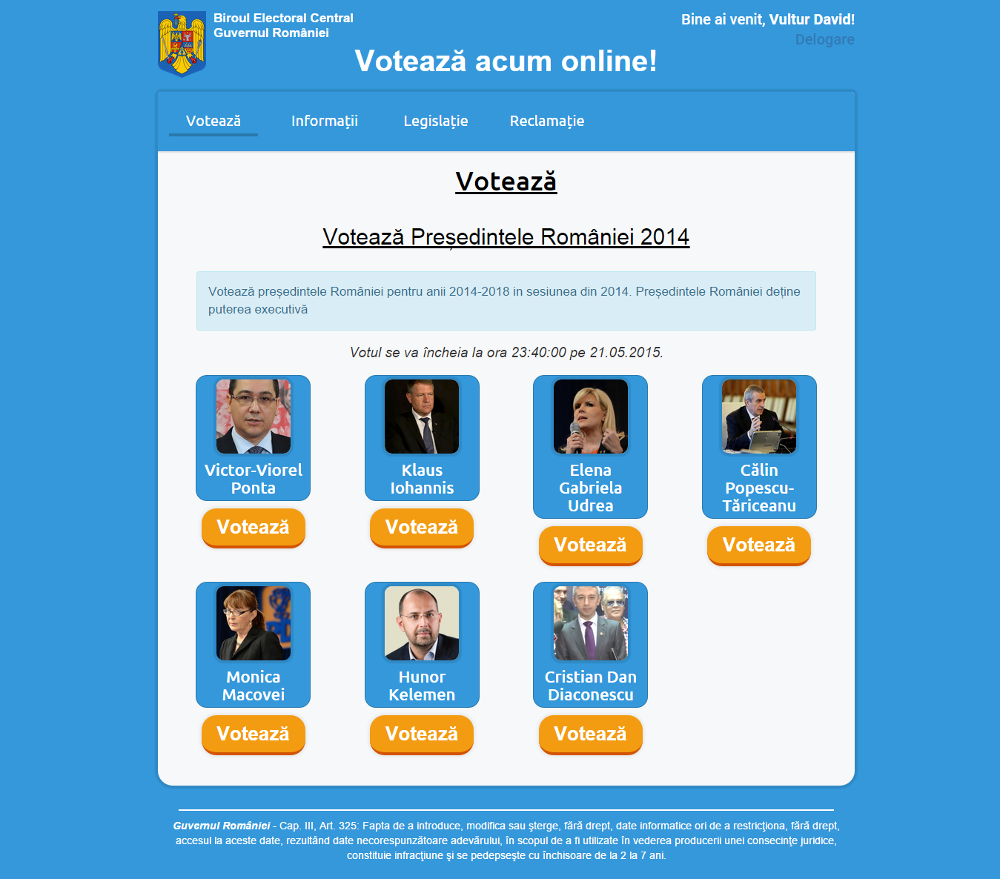 Biroul Electoral Central
Guvernul României
Bine ai venit, Vultur David!
Delogare
Votează acum online!
Votează
Informații
Legislație
Reclamație
Votează
Votează Președintele României 2014
Votează președintele României pentru anii 2014-2018 in sesiunea din 2014. Președintele României deține
puterea executivă
Votul se va încheia la ora 23:40:00 pe 21.05.2015.
Victor-Viorel
Ponta
Votează
Klaus
Iohannis
Votează
Elena
Gabriela
Udrea
Votează
Călin
Popescu-
Tăriceanu
Votează
Monica
Macovei
Votează
Hunor
Kelemen
Votează
Cristian Dan
Diaconescu
Votează
Guvernul României - Cap. III, Art. 325: Fapta de a introduce, modifica sau şterge, fără drept, date informatice ori de a restricţiona, fără drept,
accesul la aceste date, rezultând date necorespunzătoare adevărului, în scopul de a fi utilizate în vederea producerii unei consecinţe juridice,
constituie infracţiune şi se pedepseşte cu închisoare de la 2 la 7 ani.